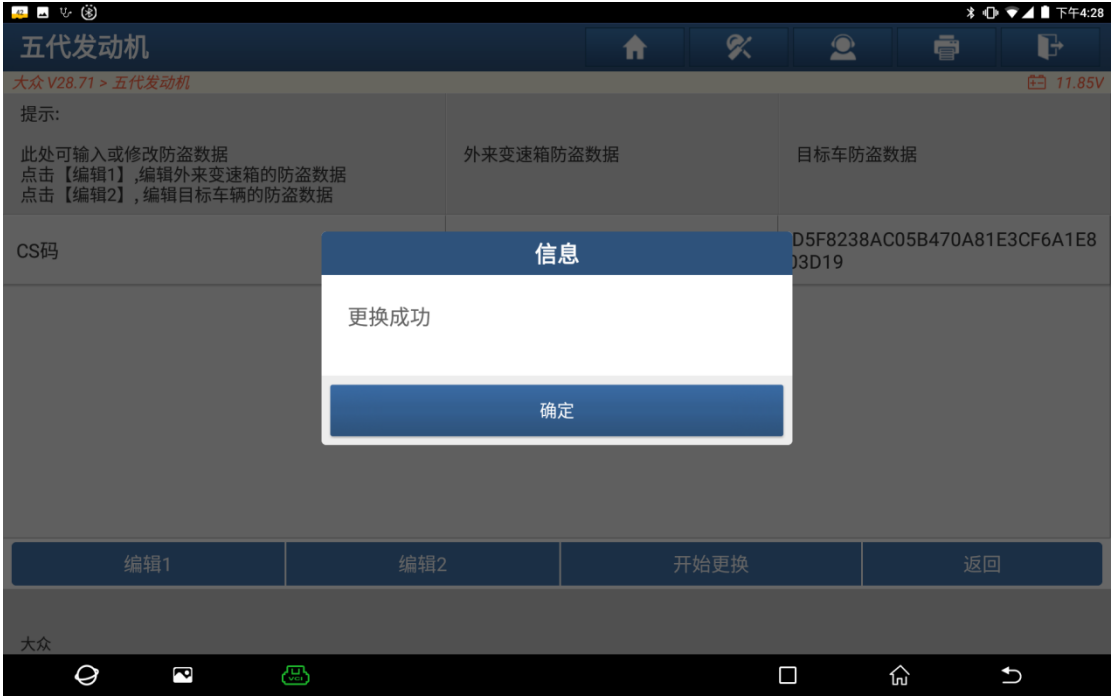 42
下午4:28
五代发动机
大众 V28.71 > 五代发动机
11.85V
提示:
此处可输入或修改防盗数据
点击【编辑1】,编辑外来变速箱的防盗数据
点击【编辑2】, 编辑目标车辆的防盗数据
外来变速箱防盗数据
目标车防盗数据
CS码
D5F8238AC05B470A81E3CF6A1E8
03D19
信息
更换成功
确定
编辑1
编辑2
开始更换
返回
大众
VCI